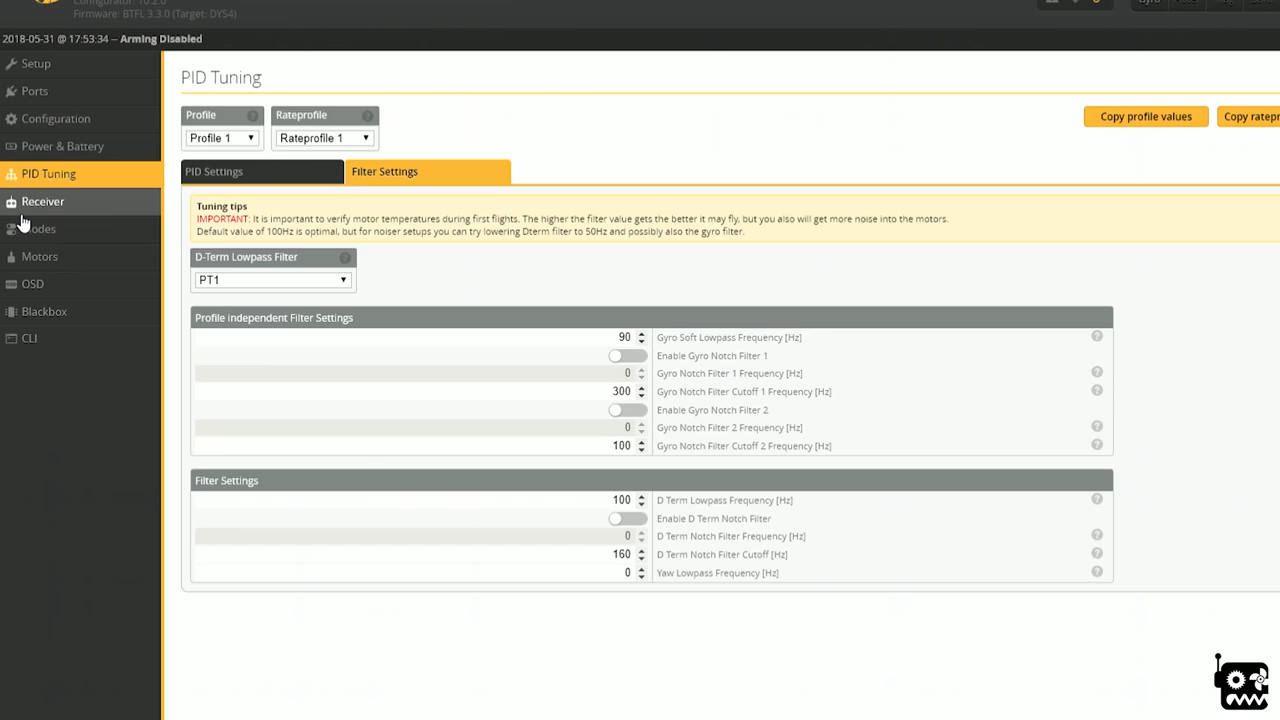 Firmware: BTFL 3.3.0 (Target: DYS4)
2018-05-31 @ 17:53:34 -- Arming Disabled
Setup
Ports
Configuration
Power & Battery
PID Tuning
Receiver
odes
Motors
OSD
Blackbox
CLI
PID Tuning
Profile
Rateprofile
Profile 1
Rateprofile 1
Copy profile values
Copy ratepr
PID Settings
Filter Settings
Tuning tips
IMPORTANT: It is important to verify motor temperatures during first flights. The higher the filter value gets the better it may fly, but you also will get more noise into the motors.
Default value of 100Hz is optimal, but for noiser setups you can try lowering Dterm filter to 50Hz and possibly also the gyro filter.
D-Term Lowpass Filter
PT1
Profile independent Filter Settings
90 Gyro Soft Lowpass Frequency [Hz]
Enable Gyro Notch Filter 1
0 Gyro Notch Filter 1 Frequency [Hz]
300 Gyro Notch Filter Cutoff 1 Frequency [Hz]
Enable Gyro Notch Filter 2
0 Gyro Notch Filter 2 Frequency [Hz]
100 Gyro Notch Filter Cutoff 2 Frequency [Hz]
Filter Settings
100 D Term Lowpass Frequency [Hz]
Enable D Term Notch Filter
0 D Term Notch Filter Frequency [Hz]
160 D Term Notch Filter Cutoff [Hz]
0 Yaw Lowpass Frequency [Hz]